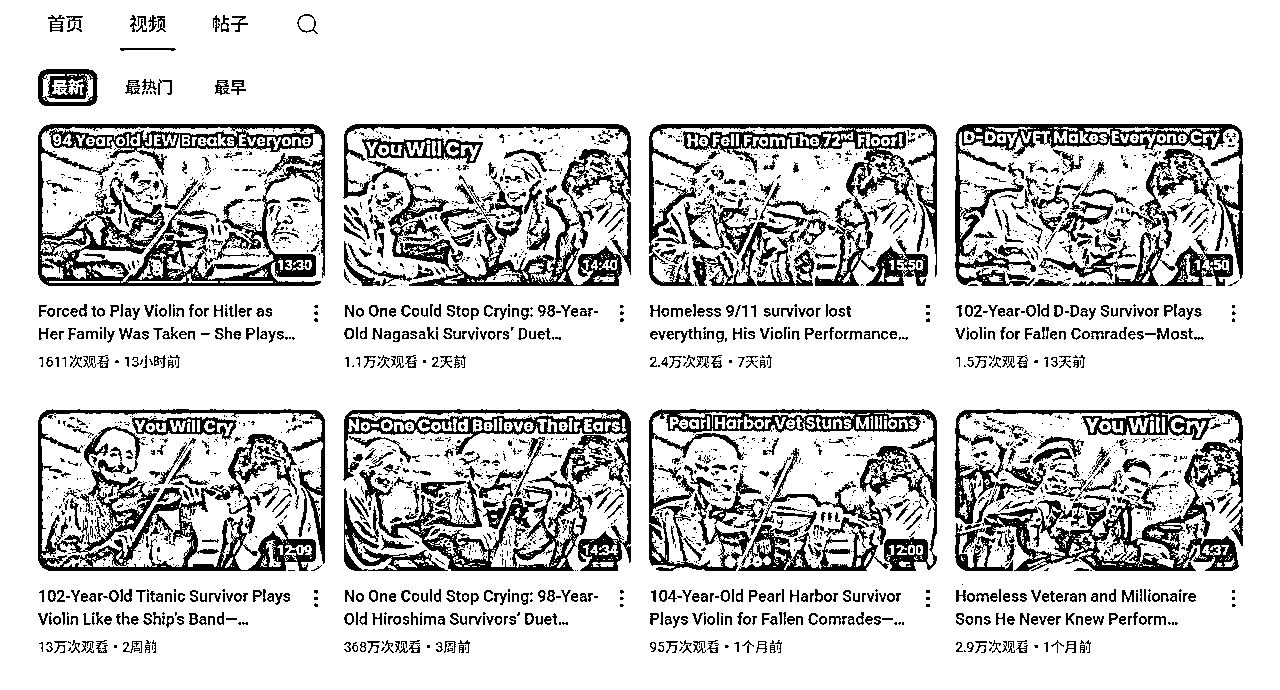 首页 视频 帖子
最新 最热门 最早
94 Year old JEW Breaks Everyone
13:30
Forced to Play Violin for Hitler as
Her Family Was Taken – She Plays...
1611次观看・13小时前
You Will Cry
14:40
No One Could Stop Crying: 98-Year-
Old Nagasaki Survivors’ Duet...
1.1万次观看・2天前
He Fell From The 72nd Floor!
15:50
Homeless 9/11 survivor lost
everything, His Violin Performance...
2.4万次观看・7天前
D-Day VET Makes Everyone Cry
14:50
102-Year-Old D-Day Survivor Plays
Violin for Fallen Comrades—Most...
1.5万次观看・13天前
You Will Cry
12:09
102-Year-Old Titanic Survivor Plays
Violin Like the Ship’s Band—...
13万次观看・2周前
No-One Could Believe Their Ears!
14:34
No One Could Stop Crying: 98-Year-
Old Hiroshima Survivors’ Duet...
368万次观看・3周前
Pearl Harbor Vet Stuns Millions
12:00
104-Year-Old Pearl Harbor Survivor
Plays Violin for Fallen Comrades—...
95万次观看・1个月前
You Will Cry
14:37
Homeless Veteran and Millionaire
Sons He Never Knew Perform...
2.9万次观看・1个月前